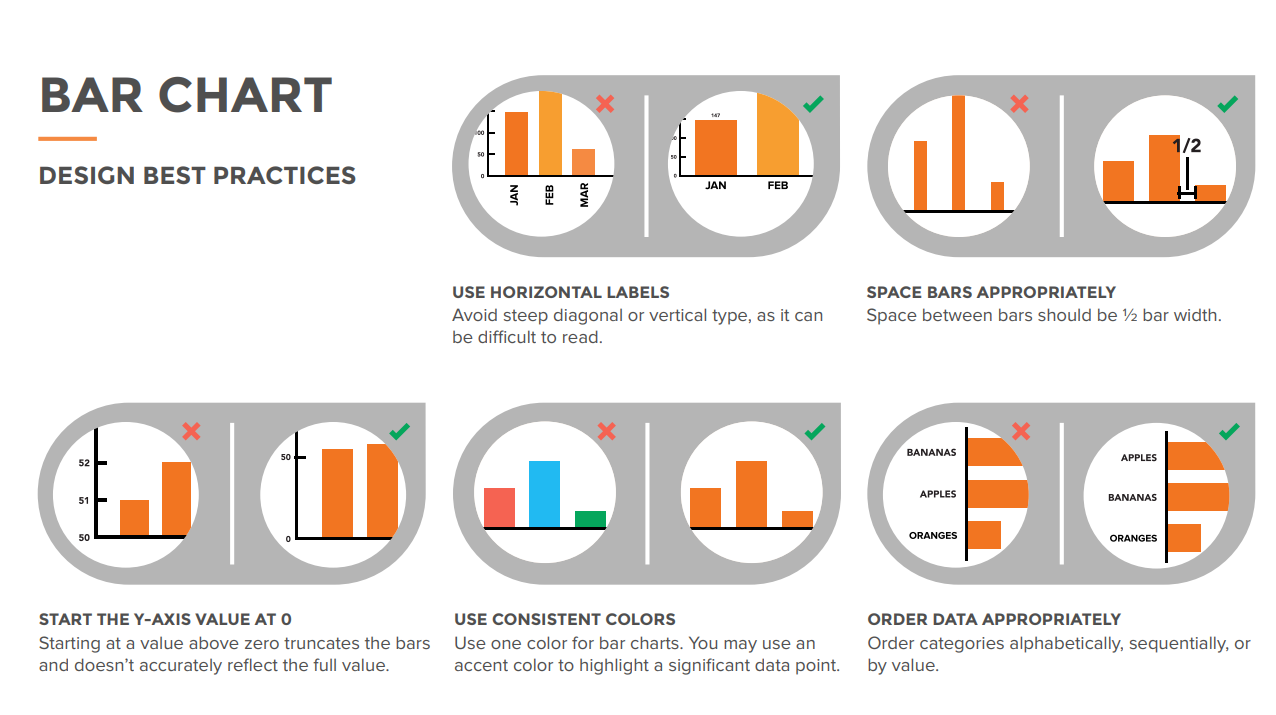 BAR CHART
DESIGN BEST PRACTICES
50
0
JAN
FEB
MAR
147
50
0
JAN
FEB
USE HORIZONTAL LABELS
Avoid steep diagonal or vertical type, as it can
be difficult to read.
1/2
SPACE BARS APPROPRIATELY
Space between bars should be ½ bar width.
52
51
50
50
0
START THE Y-AXIS VALUE AT 0
Starting at a value above zero truncates the bars
and doesn’t accurately reflect the full value.
USE CONSISTENT COLORS
Use one color for bar charts. You may use an
accent color to highlight a significant data point.
BANANAS
APPLES
ORANGES
APPLES
BANANAS
ORANGES
ORDER DATA APPROPRIATELY
Order categories alphabetically, sequentially, or
by value.